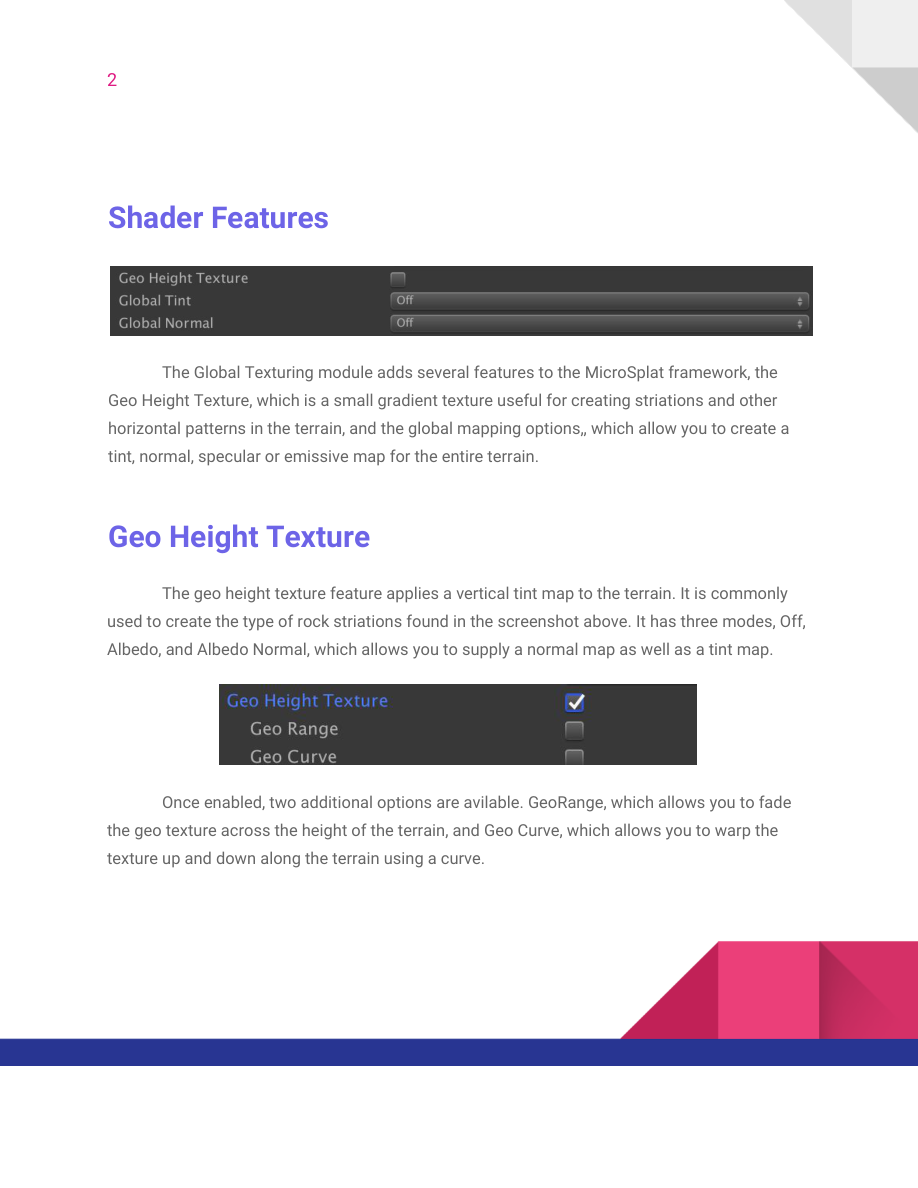 2
Shader Features
Geo Height Texture
Global Tint Off
Global Normal Off
The Global Texturing module adds several features to the MicroSplat framework, the
Geo Height Texture, which is a small gradient texture useful for creating striations and other
horizontal patterns in the terrain, and the global mapping options,, which allow you to create a
tint, normal, specular or emissive map for the entire terrain.
Geo Height Texture
The geo height texture feature applies a vertical tint map to the terrain. It is commonly
used to create the type of rock striations found in the screenshot above. It has three modes, Off,
Albedo, and Albedo Normal, which allows you to supply a normal map as well as a tint map.
Geo Height Texture
Geo Range
Geo Curve
Once enabled, two additional options are avilable. GeoRange, which allows you to fade
the geo texture across the height of the terrain, and Geo Curve, which allows you to warp the
texture up and down along the terrain using a curve.